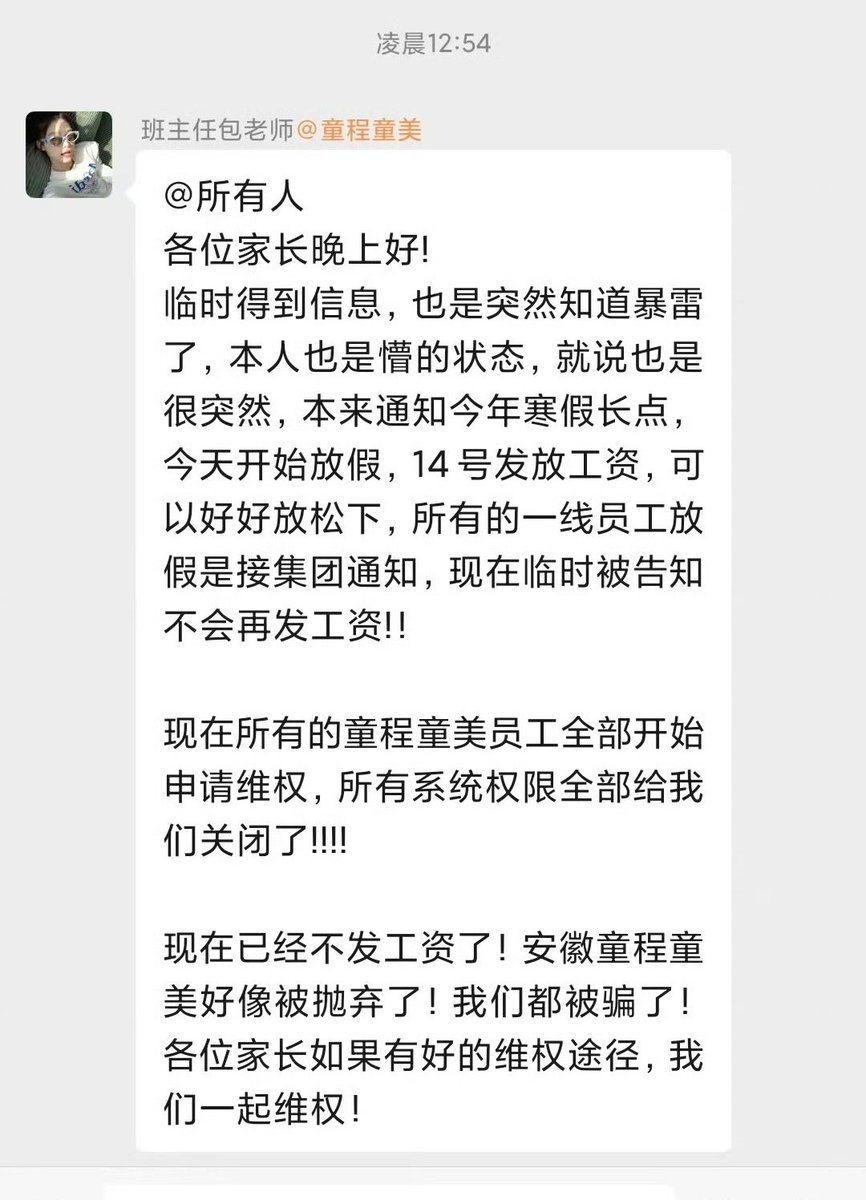 凌晨12:54
班主任包老师@童程童美
@所有人
各位家长晚上好!
临时得到信息,也是突然知道暴雷
了,本人也是懵的状态,就说也是
很突然,本来通知今年寒假长点,
今天开始放假,14号发放工资,可
以好好放松下,所有的一线员工放
假是接集团通知,现在临时被告知
不会再发工资!!
现在所有的童程童美员工全部开始
申请维权,所有系统权限全部给我
们关闭了!!!!
现在已经不发工资了!安徽童程童
美好像被抛弃了!我们都被骗了!
各位家长如果有好的维权途径,我
们一起维权!